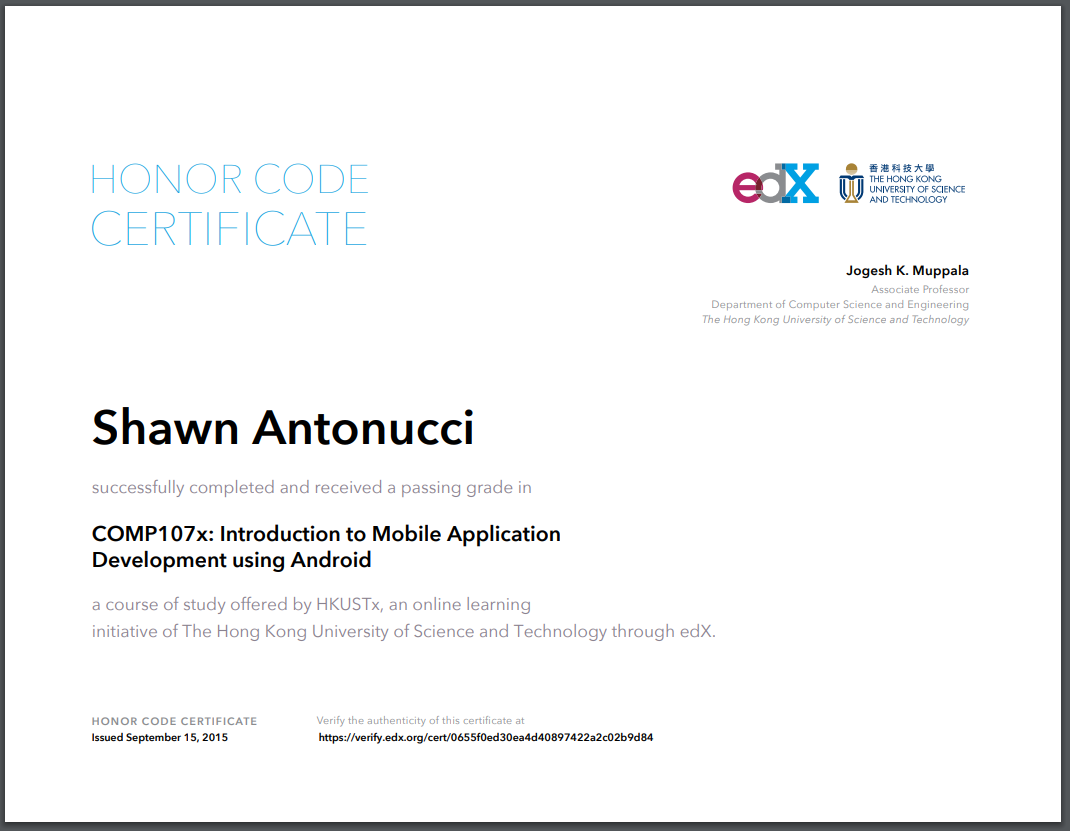 HONOR CODE
CERTIFICATE
edX
香港科技大學
THE HONG KONG
UNIVERSITY OF SCIENCE
AND TECHNOLOGY
Jogesh K. Muppala
Associate Professor
Department of Computer Science and Engineering
The Hong Kong University of Science and Technology
Shawn Antonucci
successfully completed and received a passing grade in
COMP107x: Introduction to Mobile Application
Development using Android
a course of study offered by HKUSTx, an online learning
initiative of The Hong Kong University of Science and Technology through edX.
HONOR CODE CERTIFICATE
Issued September 15, 2015
Verify the authenticity of this certificate at
https://verify.edx.org/cert/0655f0ed30ea4d40897422a2c02b9d84